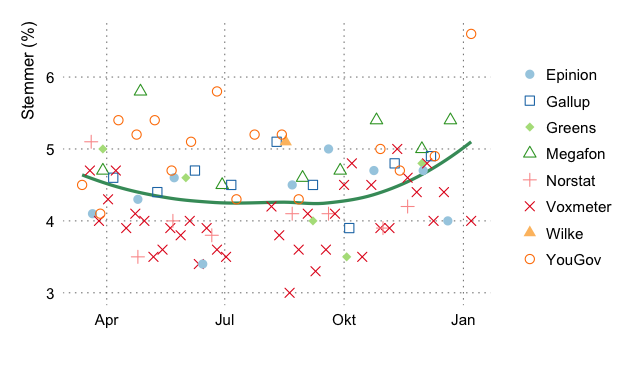 Stemmer (%)
6
5
4
3
Apr
Jul
Okt
Jan
Epinion
Gallup
Greens
Megafon
Norstat
Voxmeter
Wilke
YouGov